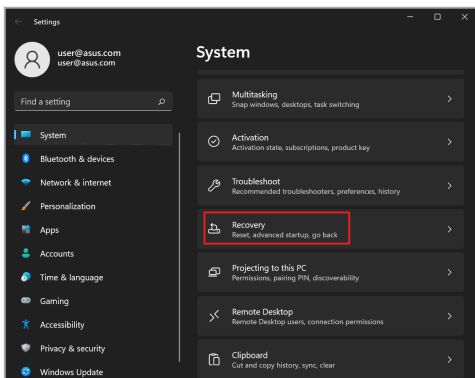 Settings
user@asus.com
user@asus.com
Find a setting
System
Bluetooth & devices
Network & internet
Personalization
Apps
Accounts
Time & language
Gaming
Accessibility
Privacy & security
Windows Update
System
Multitasking
Snap windows, desktops, task switching
Activation
Activation state, subscriptions, product key
Troubleshoot
Recommended troubleshooters, preferences, history
Recovery
Reset, advanced startup, go back
Projecting to this PC
Permissions, pairing PIN, discoverability
Remote Desktop
Remote Desktop users, connection permissions
Clipboard
Cut and copy history, sync, clear